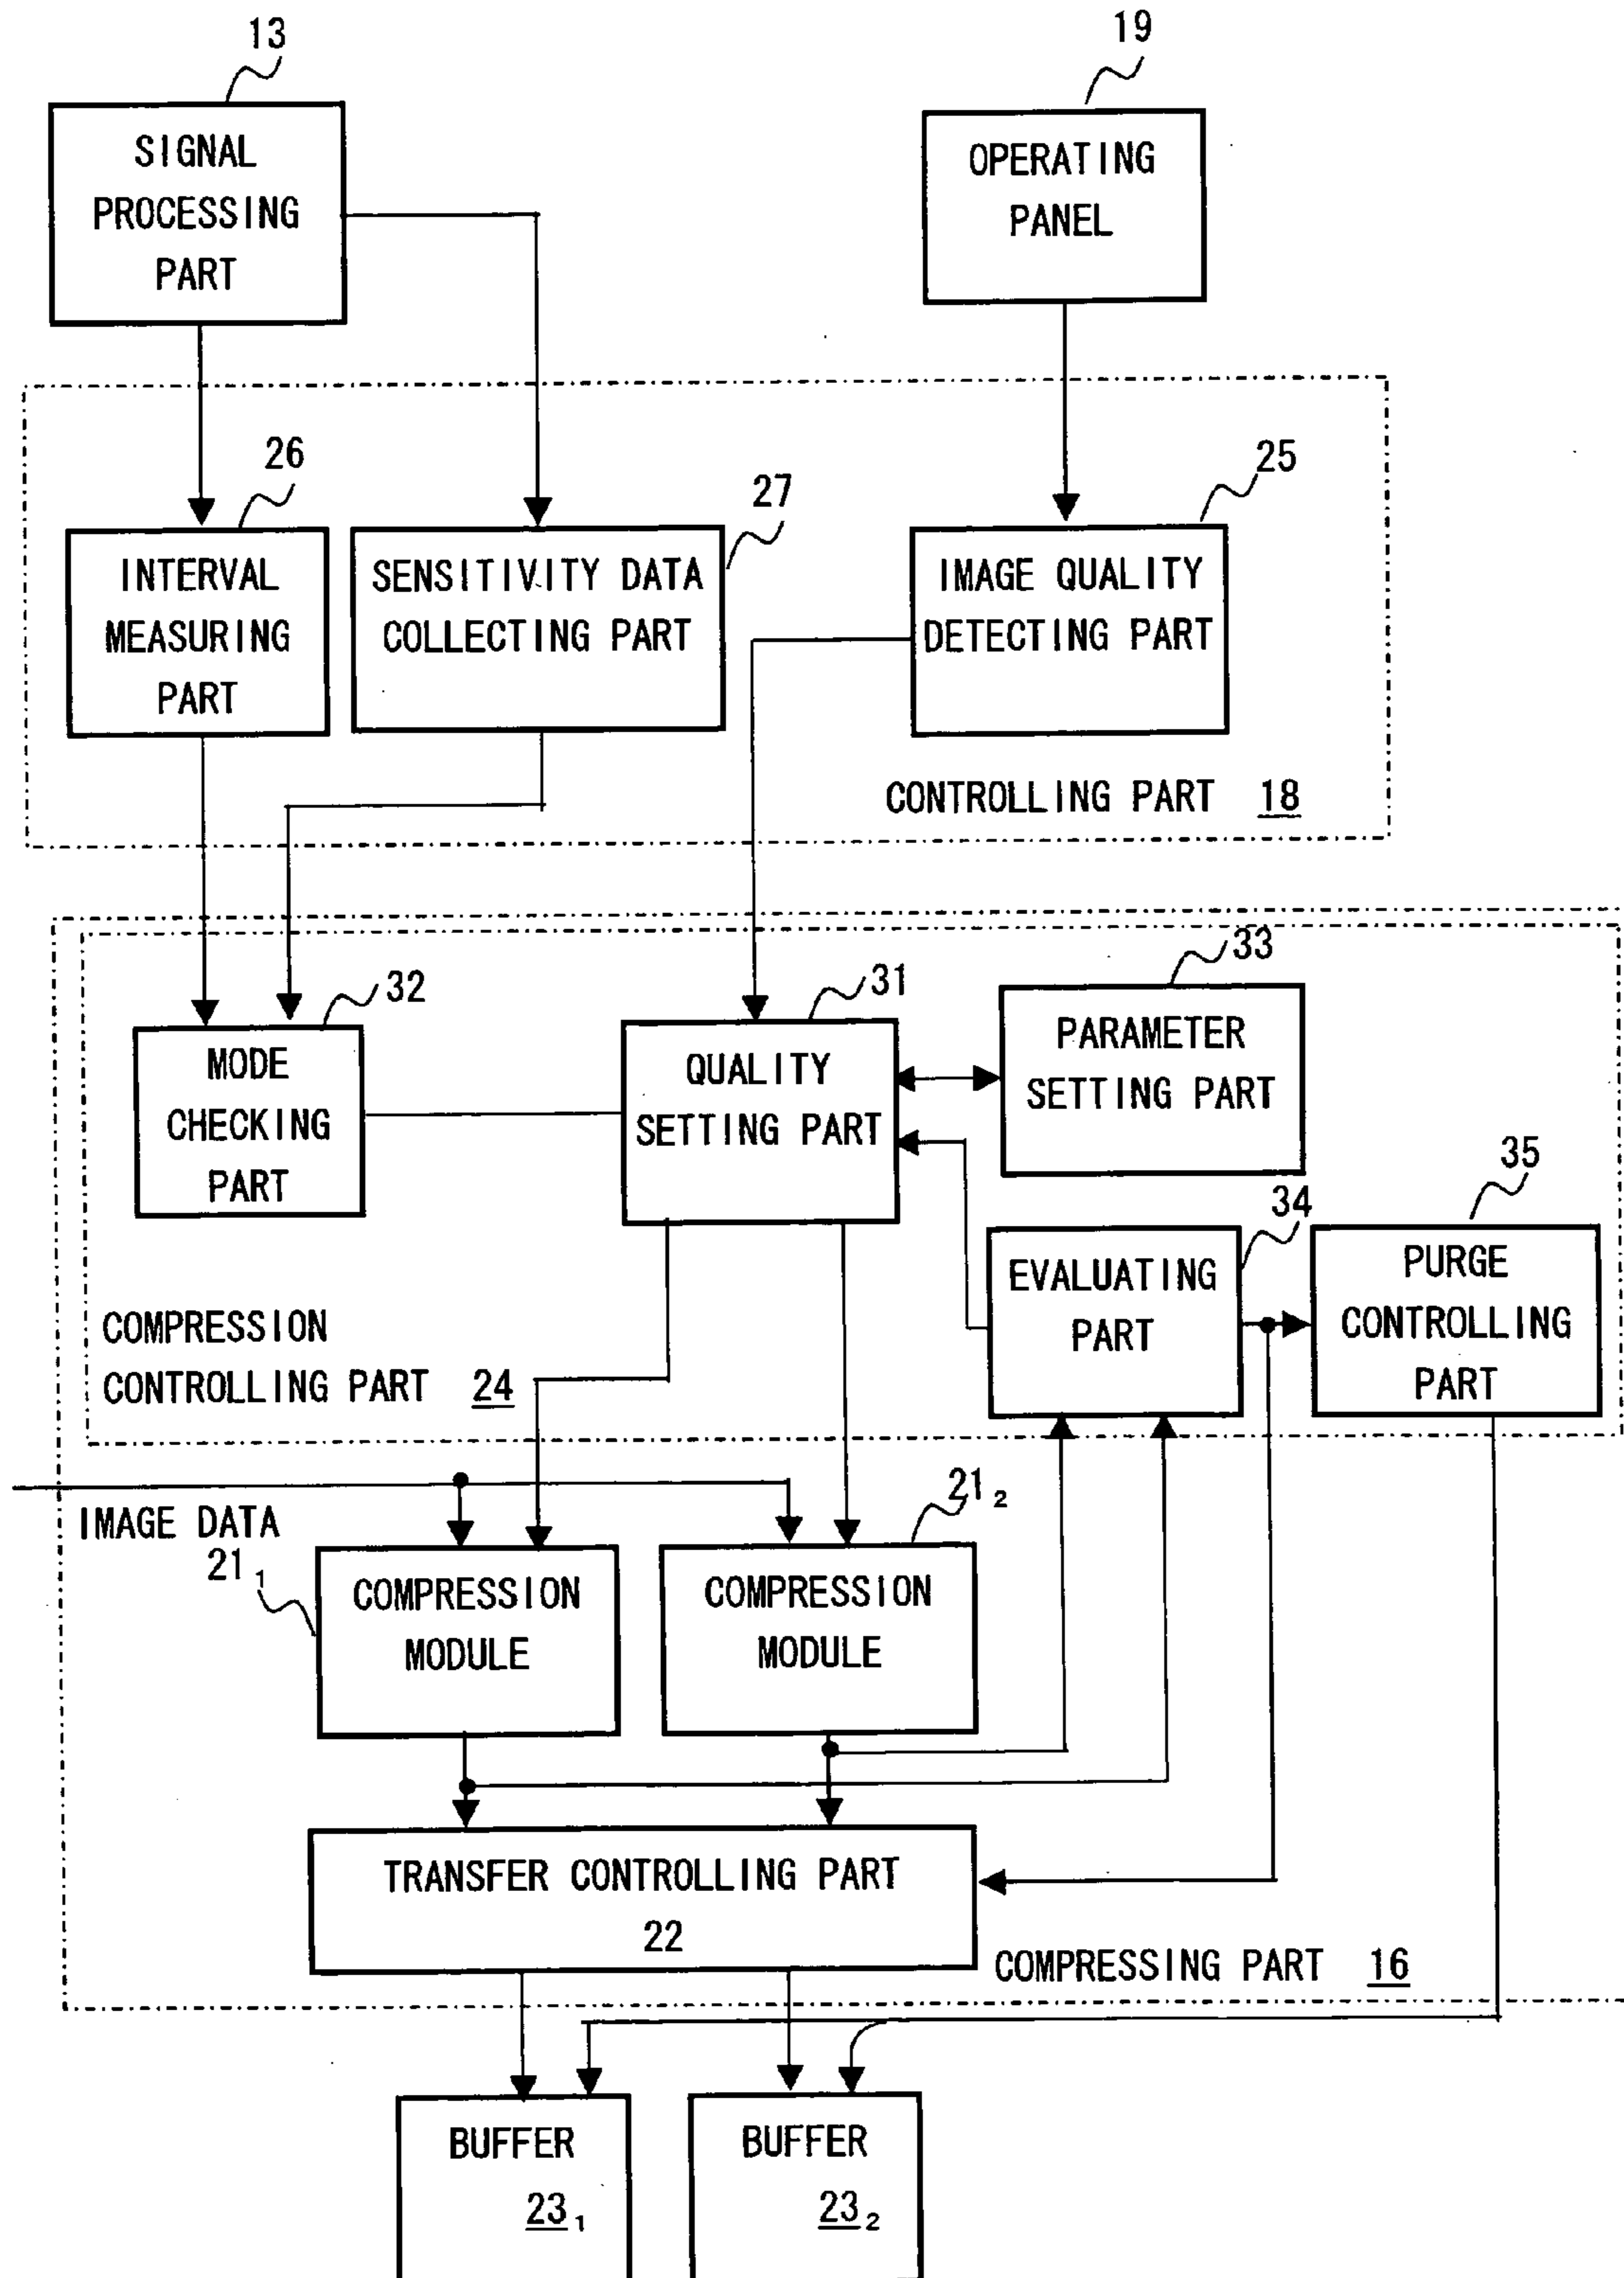 13
19
SIGNAL
PROCESSING
PART
OPERATING
PANEL
26
27
25
INTERVAL
MEASURING
PART
SENSITIVITY DATA
COLLECTING PART
IMAGE QUALITY
DETECTING PART
CONTROLLING PART 18
32
31
33
MODE
CHECKING
PART
QUALITY
SETTING PART
PARAMETER
SETTING PART
34
35
EVALUATING
PART
PURGE
CONTROLLING
PART
COMPRESSION
CONTROLLING PART 24
IMAGE DATA
21₁
21₂
COMPRESSION
MODULE
COMPRESSION
MODULE
TRANSFER CONTROLLING PART
22
COMPRESSING PART 16
BUFFER
23₁
BUFFER
23₂